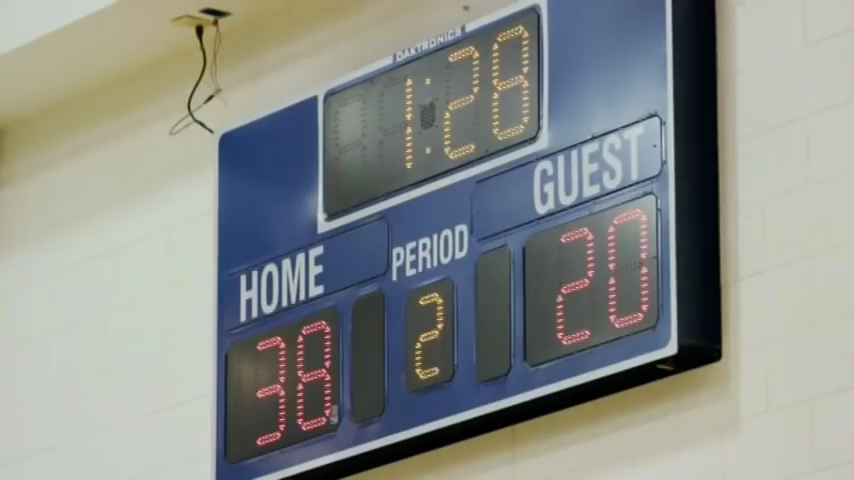 DAKTRONICS
1:28
HOME
PERIOD
GUEST
38
2
20